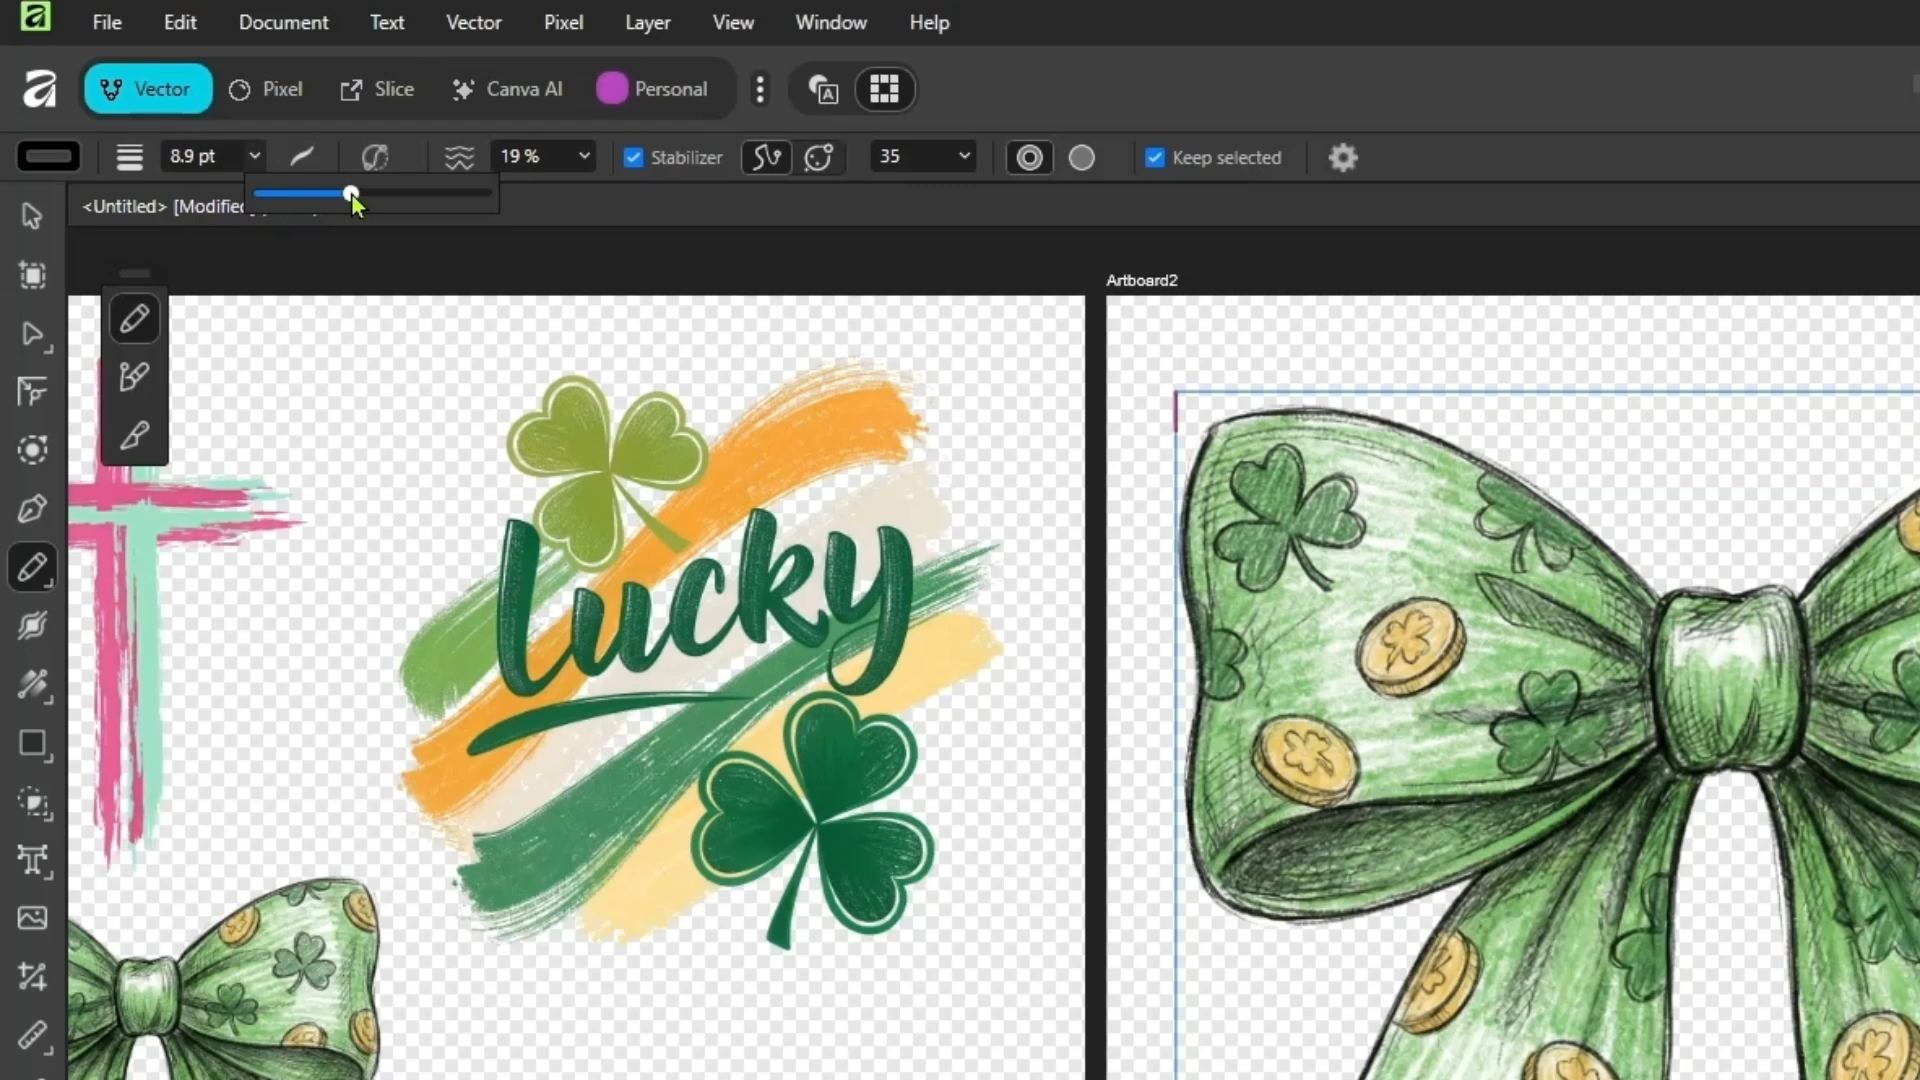 File Edit Document Text Vector Pixel Layer View Window Help
Vector Pixel Slice Canva AI Personal
8.9 pt 19 % Stabilizer 35 Keep selected
<Untitled> [Modified
Artboard2
Lucky